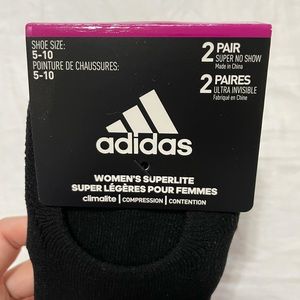 SHOE SIZE:
5-10
POINTURE DE CHAUSSURES:
5-10
2 PAIR
SUPER NO SHOW
Made in China
2 PAIRES
ULTRA INVISIBLE
Fabriqué en Chine
adidas
WOMEN'S SUPERLITE
SUPER LÉGÈRES POUR FEMMES
climalite | COMPRESSION | CONTENTION